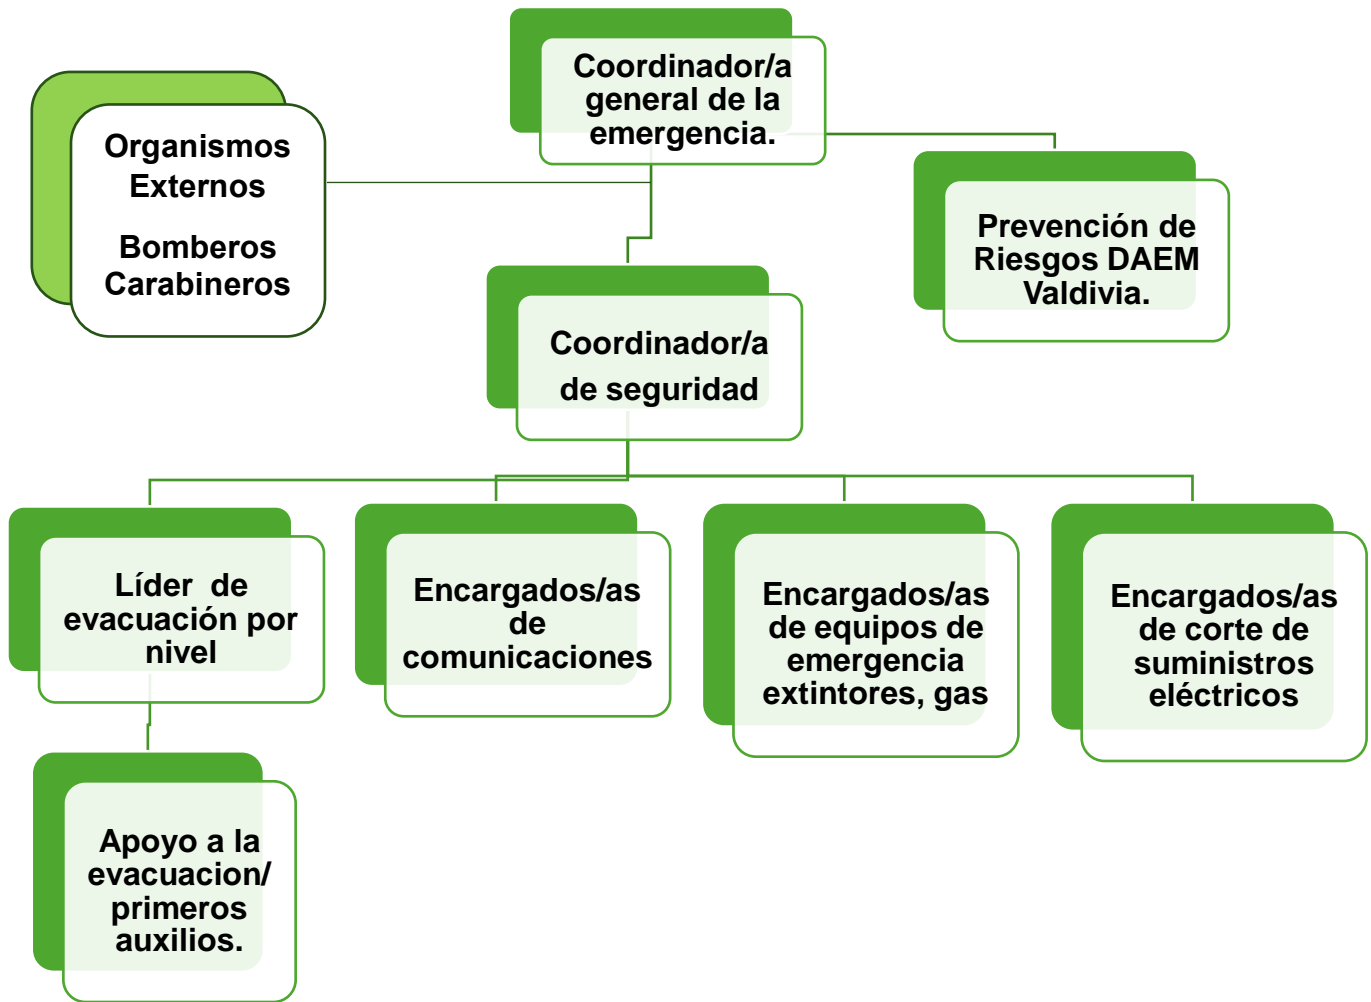 Coordinador/a
general de la
emergencia.
Organismos
Externos
Bomberos
Carabineros
Prevención de
Riesgos DAEM
Valdivia.
Coordinador/a
de seguridad
Líder de
evacuación por
nivel
Encargados/as
de
comunicaciones
Encargados/as
de equipos de
emergencia
extintores, gas
Encargados/as
de corte de
suministros
eléctricos
Apoyo a la
evacuacion/
primeros
auxilios.